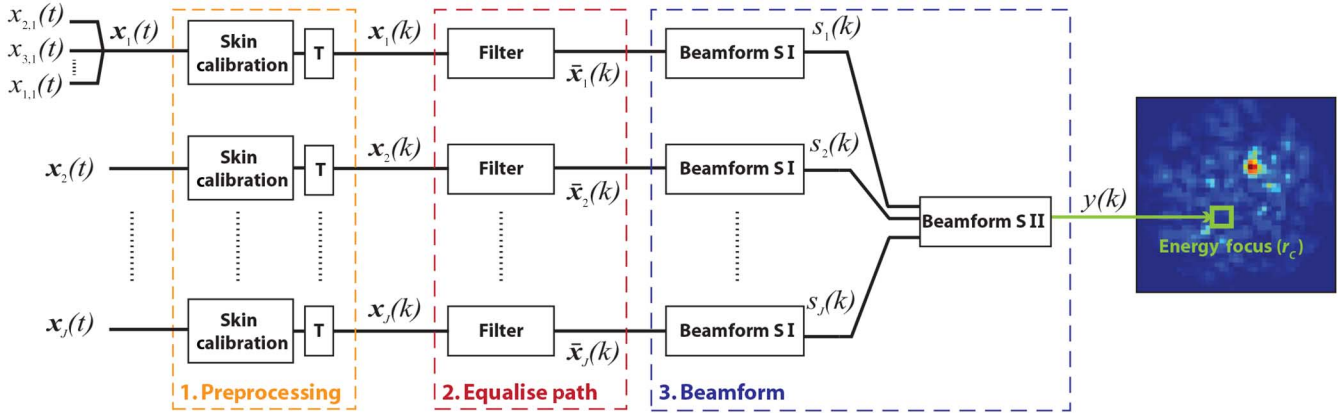 x2,1(t)
x3,1(t)
x1,1(t)
x1(t)
Skin
calibration
T
x1(k)
Filter
x̄1(k)
Beamform S I
s1(k)
x2(t)
Skin
calibration
T
x2(k)
Filter
x̄2(k)
Beamform S I
s2(k)
Beamform S II
y(k)
Energy focus (rC)
xJ(t)
Skin
calibration
T
xJ(k)
Filter
x̄J(k)
Beamform S I
sJ(k)
1. Preprocessing
2. Equalise path
3. Beamform